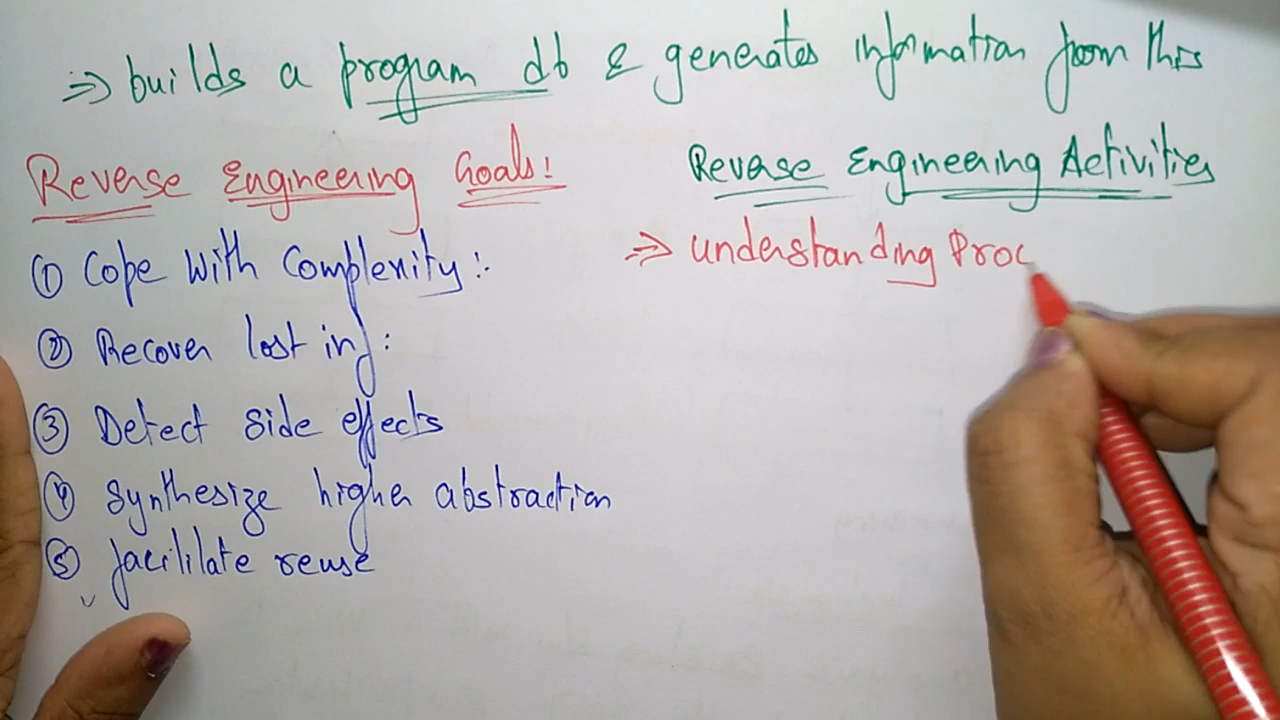 => builds a program db & generates information from this
Reverse Engineering Goals:
① Cope with Complexity :-
② Recover lost inf :
③ Detect side effects
④ Synthesize higher abstraction
⑤ facilitate reuse
Reverse Engineering Activities
=> understanding Proc